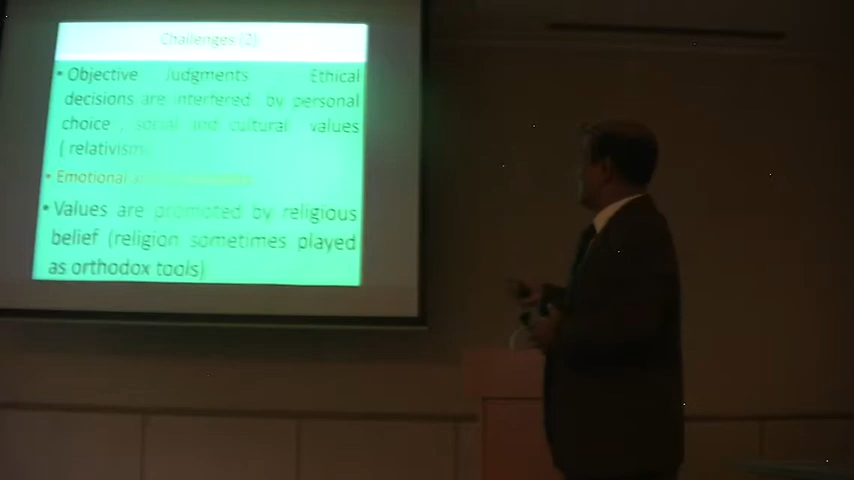 Challenges (2)
• Objective Judgments : Ethical
decisions are interfered by personal
choice , social and cultural values
( relativism)
• Emotional
• Values are promoted by religious
belief (religion sometimes played
as orthodox tools)